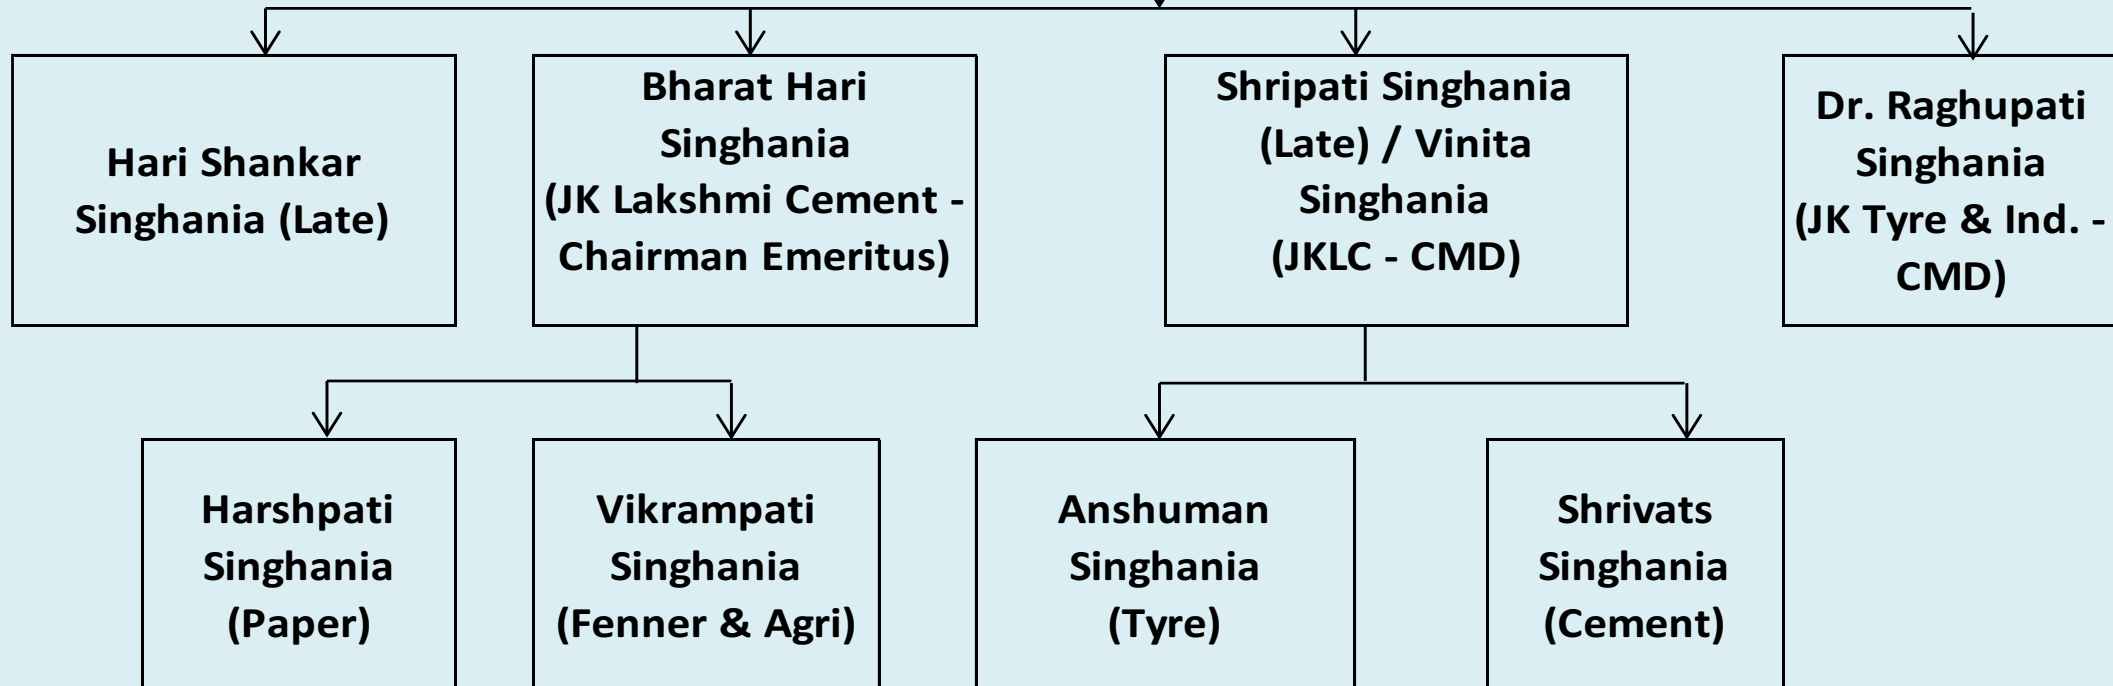 Hari Shankar
Singhania (Late)
Bharat Hari
Singhania
(JK Lakshmi Cement -
Chairman Emeritus)
Shripati Singhania
(Late) / Vinita
Singhania
(JKLC - CMD)
Dr. Raghupati
Singhania
(JK Tyre & Ind. -
CMD)
Harshpati
Singhania
(Paper)
Vikrampati
Singhania
(Fenner & Agri)
Anshuman
Singhania
(Tyre)
Shrivats
Singhania
(Cement)